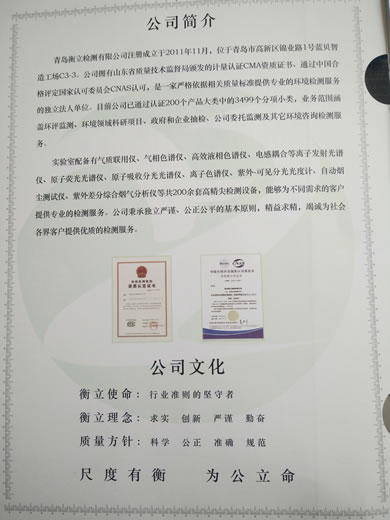 公司简介
青岛衡立检测有限公司注册成立于2011年11月，位于青岛市高新区锦业路1号蓝贝智
造工场C3-3。公司拥有山东省质量技术监督局颁发的计量认证CMA资质证书、通过中国合
格评定国家认可委员会CNAS认可，是一家严格依据相关质量标准提供专业的环境检测服务
的独立法人单位。目前公司已通过认证200个产品大类中的3499个分项小类，业务范围涵
盖环评监测、环境领域科研项目、政府和企业抽检、公司委托监测及其它环境咨询检测服
务。
实验室配备有气质联用仪、气相色谱仪、高效液相色谱仪、电感耦合等离子发射光谱
仪、原子荧光光谱仪、原子吸收分光光谱仪、离子色谱仪、紫外-可见分光光度计、自动烟
尘测试仪、紫外差分综合烟气分析仪等共200余套高精尖检测设备，能够为不同需求的客户
提供专业的检测服务。公司秉承独立严谨、公正公平的基本原则，精益求精，竭诚为社会
各界客户提供优质的检测服务。
公司文化
衡立使命：行业准则的坚守者
衡立理念：求实 创新 严谨 勤奋
质量方针：科学 公正 准确 规范
尺度有衡 为公立命